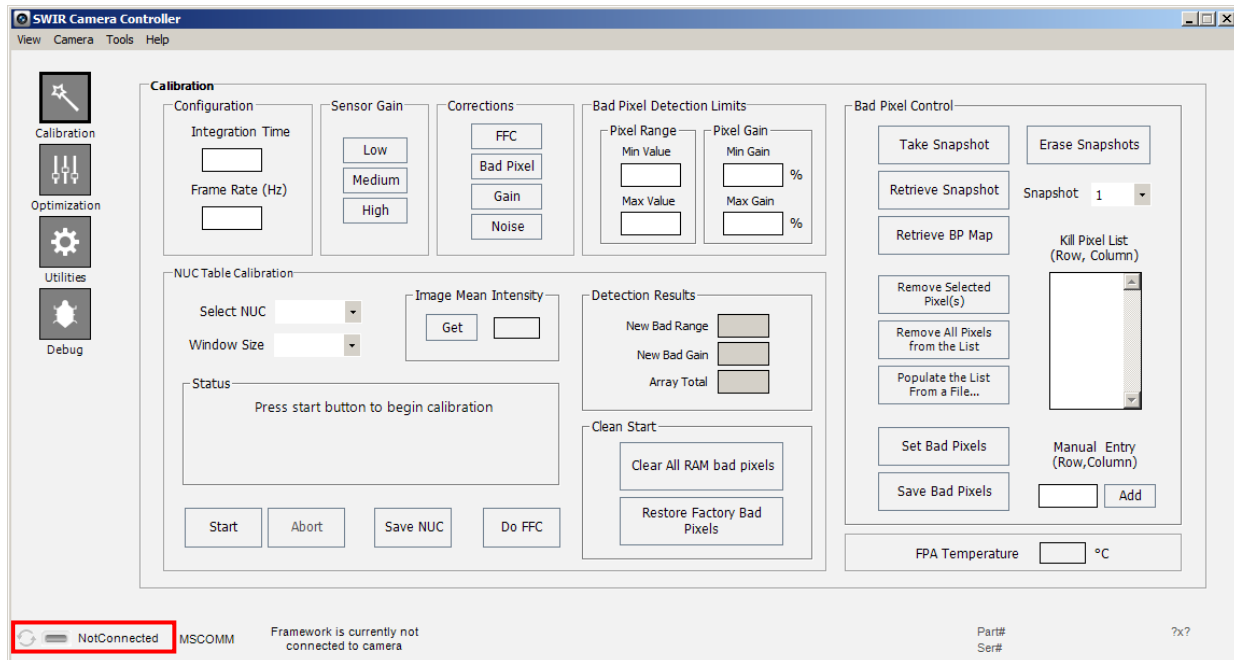 SWIR Camera Controller
View Camera Tools Help
Calibration
Optimization
Utilities
Debug
Calibration
Configuration
Integration Time
Frame Rate (Hz)
Sensor Gain
Low
Medium
High
Corrections
FFC
Bad Pixel
Gain
Noise
Bad Pixel Detection Limits
Pixel Range
Min Value
Max Value
Pixel Gain
Min Gain
%
Max Gain
%
NUC Table Calibration
Select NUC
Window Size
Image Mean Intensity
Get
Status
Press start button to begin calibration
Start
Abort
Save NUC
Do FFC
Detection Results
New Bad Range
New Bad Gain
Array Total
Clean Start
Clear All RAM bad pixels
Restore Factory Bad
Pixels
Bad Pixel Control
Take Snapshot
Erase Snapshots
Retrieve Snapshot
Snapshot 1
Retrieve BP Map
Kill Pixel List
(Row, Column)
Remove Selected
Pixel(s)
Remove All Pixels
from the List
Populate the List
From a File...
Set Bad Pixels
Save Bad Pixels
Manual Entry
(Row,Column)
Add
FPA Temperature °C
NotConnected
MSCOMM
Framework is currently not
connected to camera
Part#
Ser#
?x?